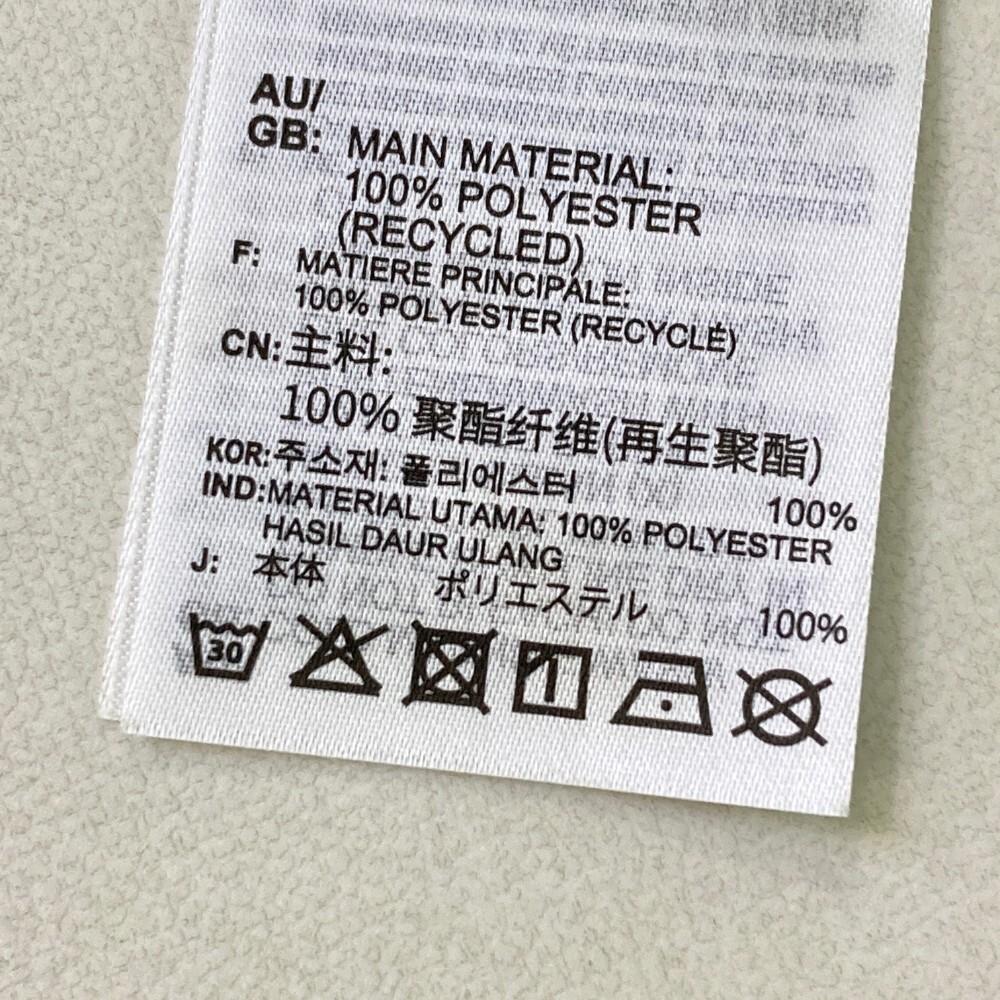 AU/
GB: MAIN MATERIAL:
100% POLYESTER
(RECYCLED)
F: MATIERE PRINCIPALE:
100% POLYESTER (RECYCLÉ)
CN: 主料:
100% 聚酯纤维(再生聚酯)
KOR: 주소재: 폴리에스터 100%
IND: MATERIAL UTAMA: 100% POLYESTER
HASIL DAUR ULANG
J: 本体 ポリエステル 100%
30